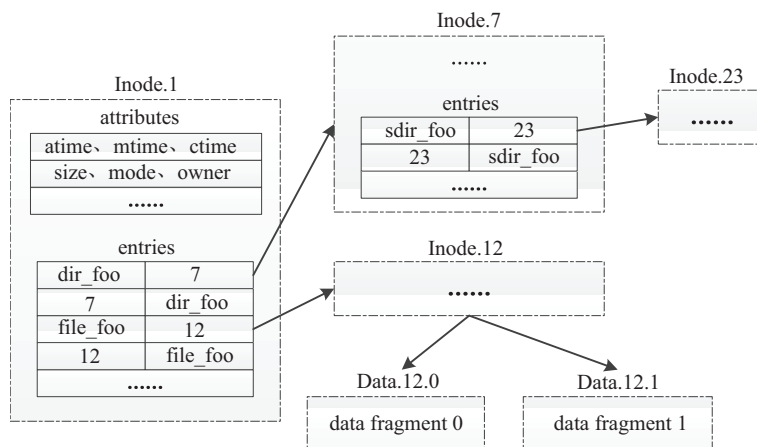 Inode.1
attributes
atime、mtime、ctime
size、mode、owner
......
entries
dir_foo 7
7 dir_foo
file_foo 12
12 file_foo
......
Inode.7
......
entries
sdir_foo 23
23 sdir_foo
......
Inode.23
......
Inode.12
......
Data.12.0
data fragment 0
Data.12.1
data fragment 1